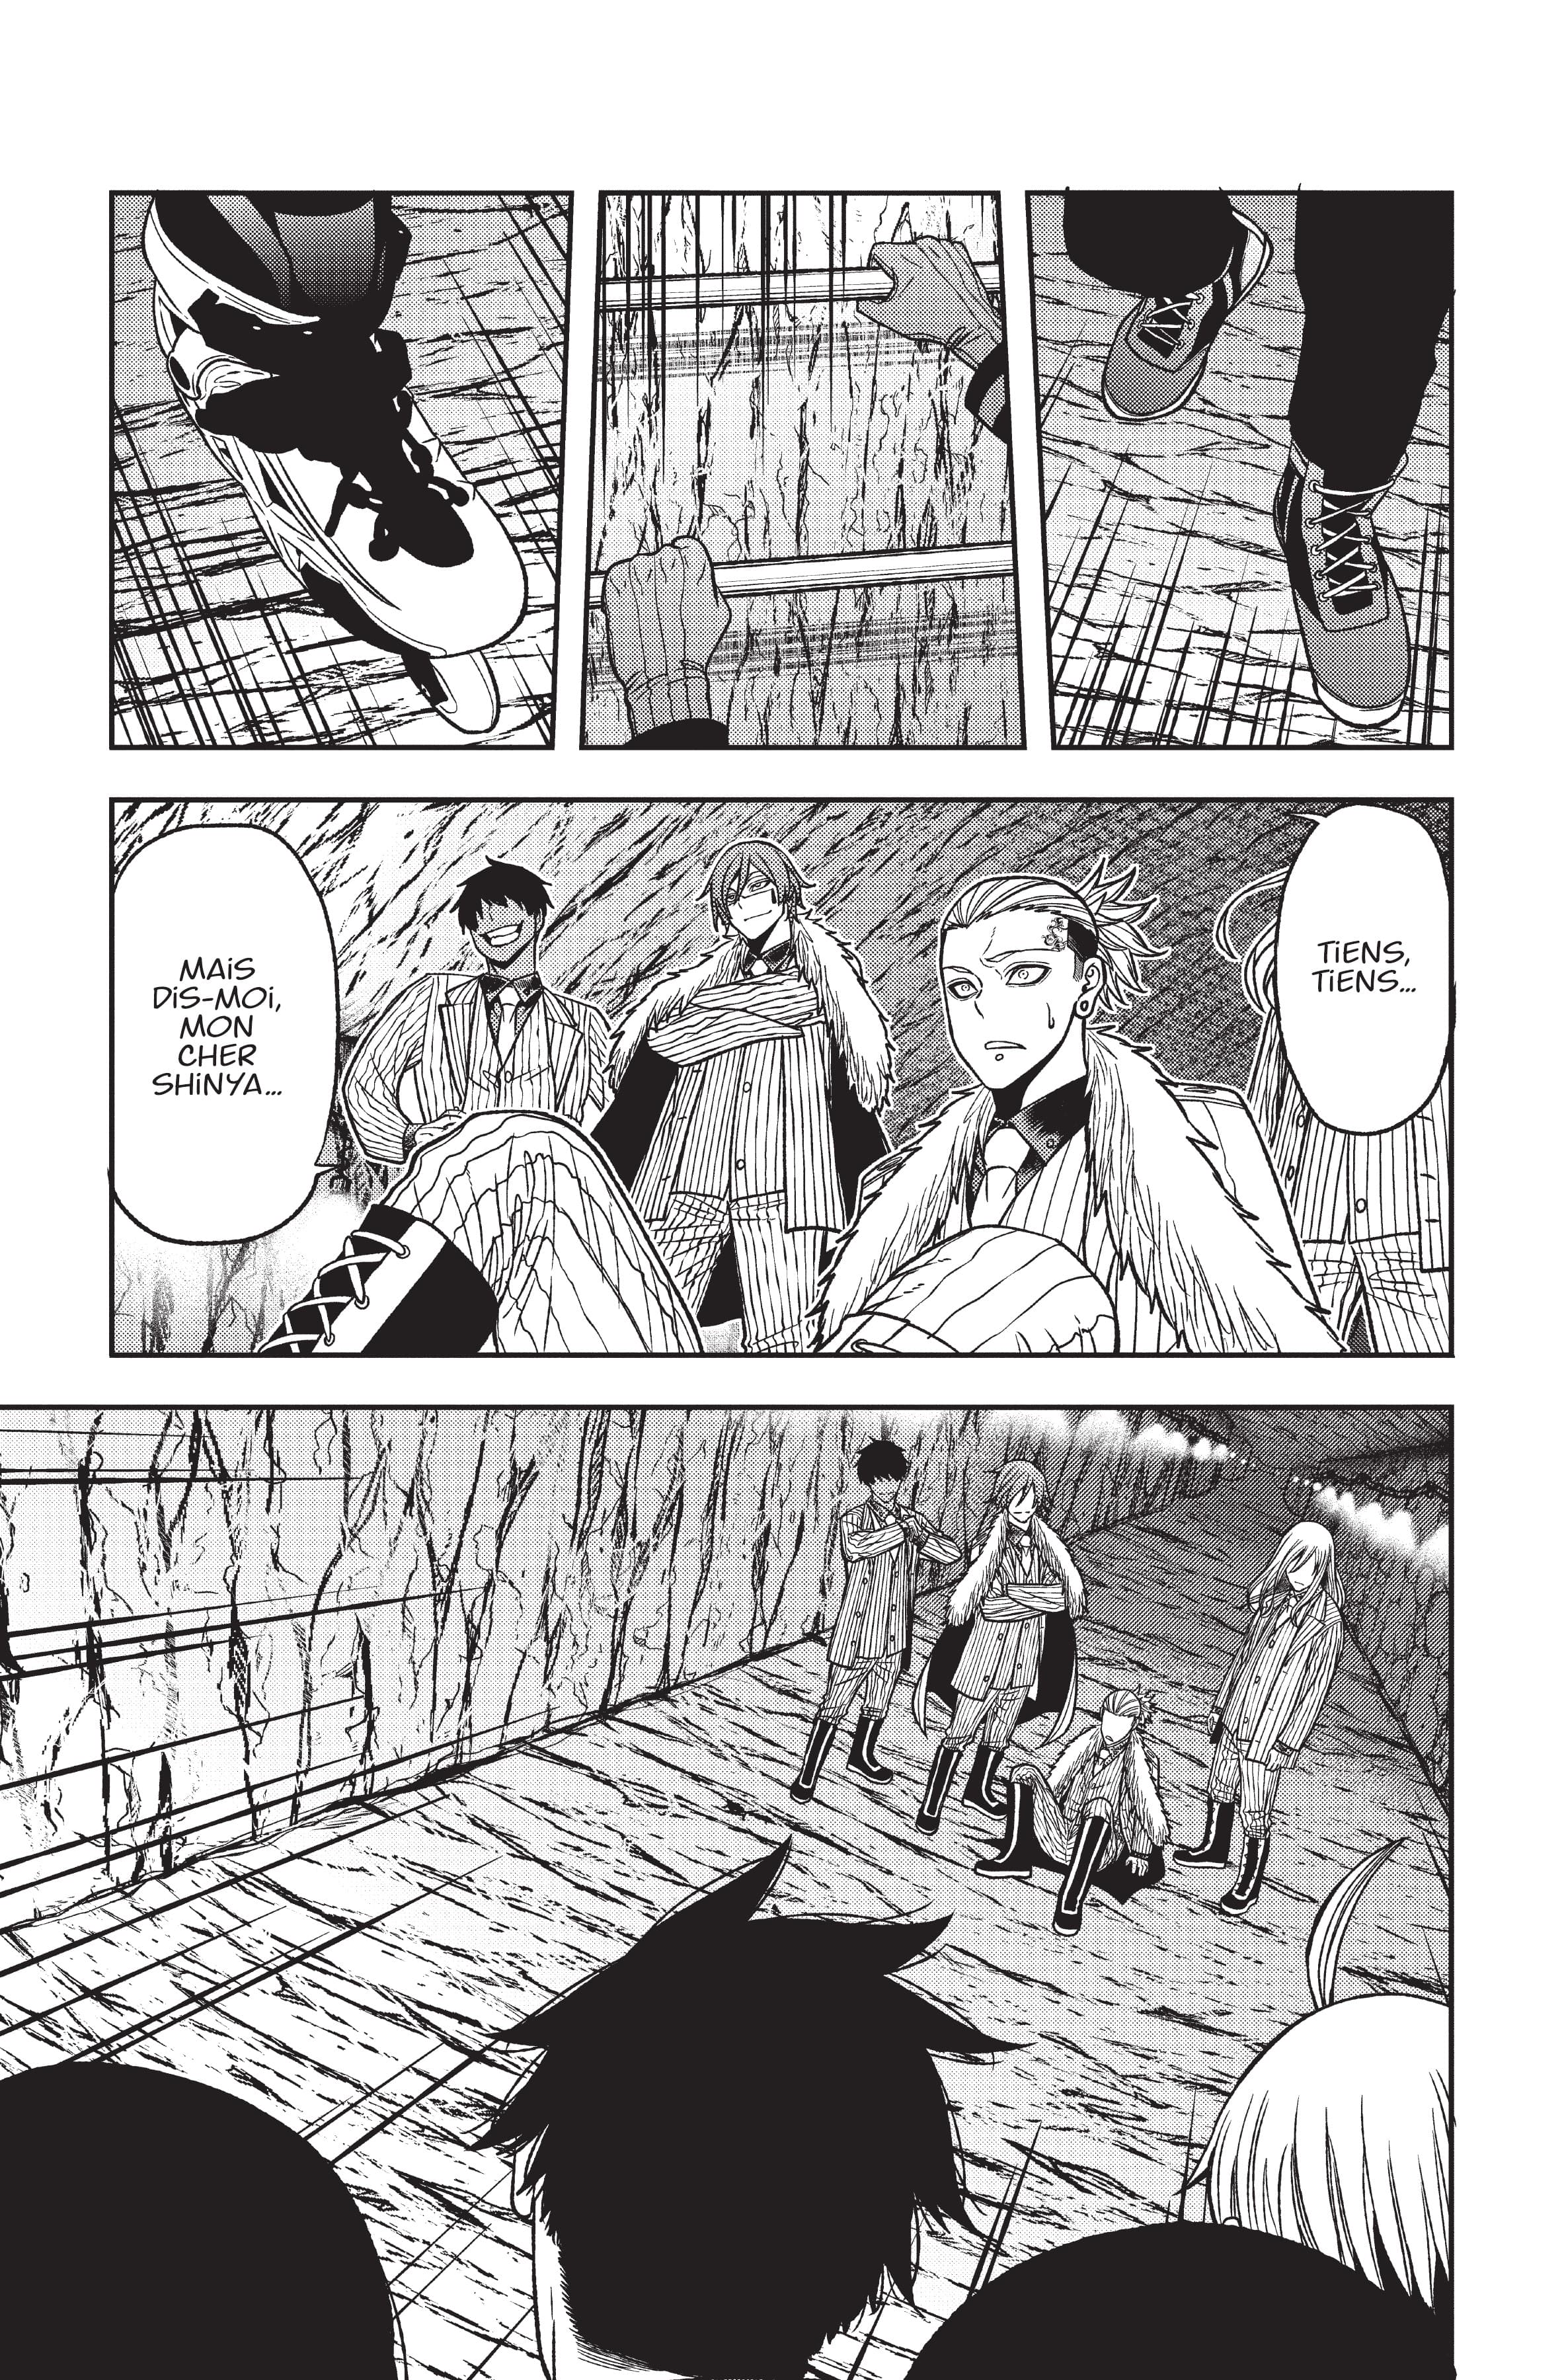 TiENS,
TiENS...
MAiS
DiS-MOi,
MON
CHER
SHiNYA...